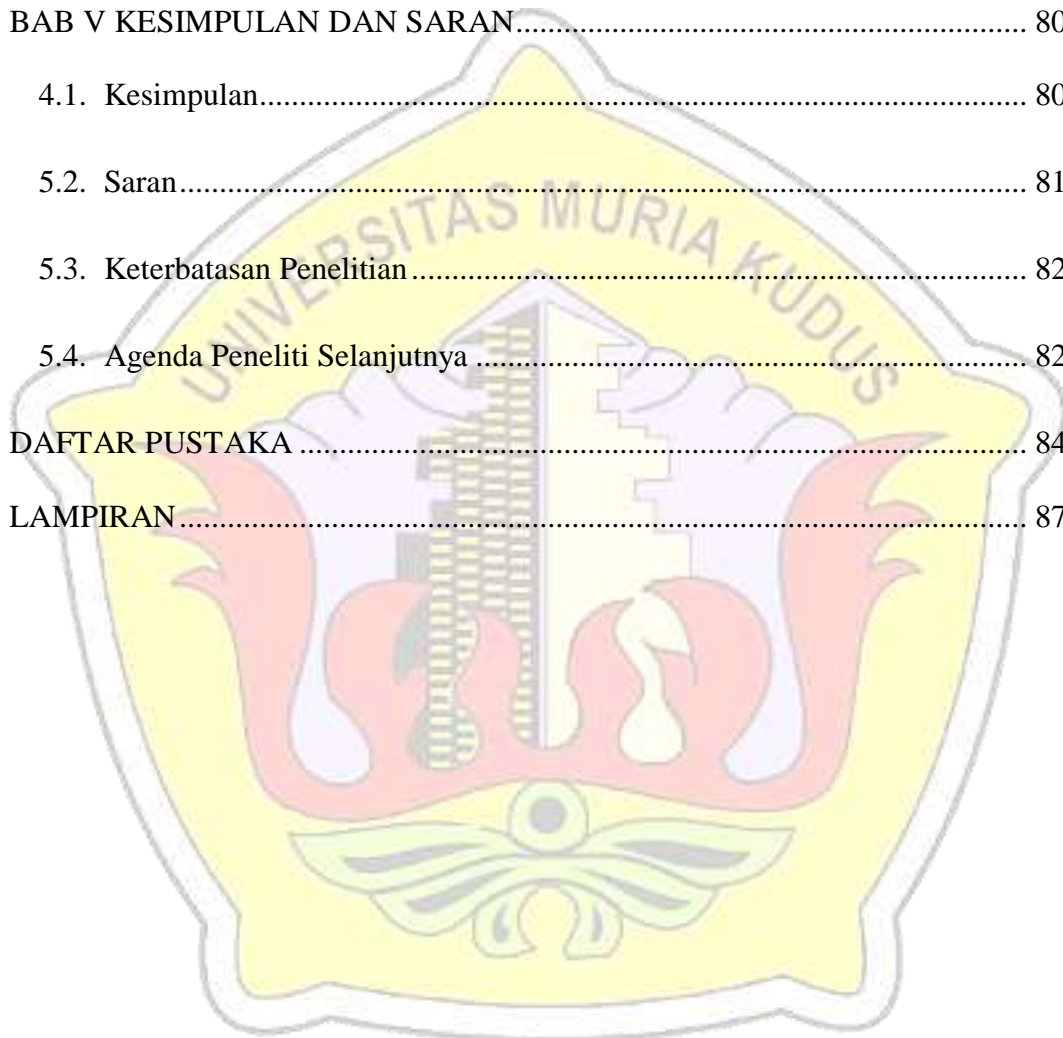 BAB V KESIMPULAN DAN SARAN ........................................................................ 80
4.1. Kesimpulan ........................................................................ 80
5.2. Saran ........................................................................ 81
5.3. Keterbatasan Penelitian ........................................................................ 82
5.4. Agenda Peneliti Selanjutnya ........................................................................ 82
DAFTAR PUSTAKA ........................................................................ 84
LAMPIRAN ........................................................................ 87
UNIVERSITAS MURIA KUDUS